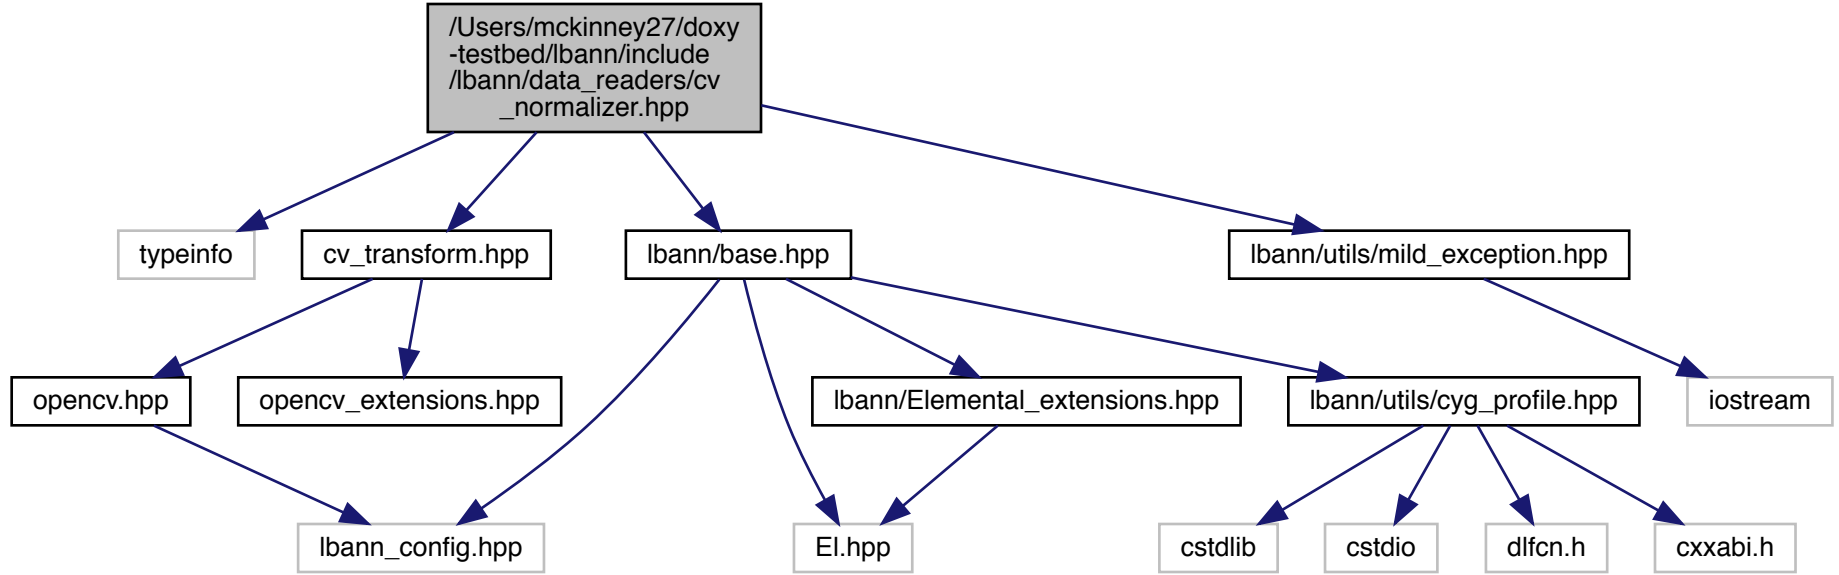 /Users/mckinney27/doxy
-testbed/lbann/include
/lbann/data_readers/cv
_normalizer.hpp
typeinfo
cv_transform.hpp
lbann/base.hpp
lbann/utils/mild_exception.hpp
opencv.hpp
opencv_extensions.hpp
lbann/Elemental_extensions.hpp
lbann/utils/cyg_profile.hpp
iostream
lbann_config.hpp
El.hpp
cstdlib
cstdio
dlfcn.h
cxxabi.h